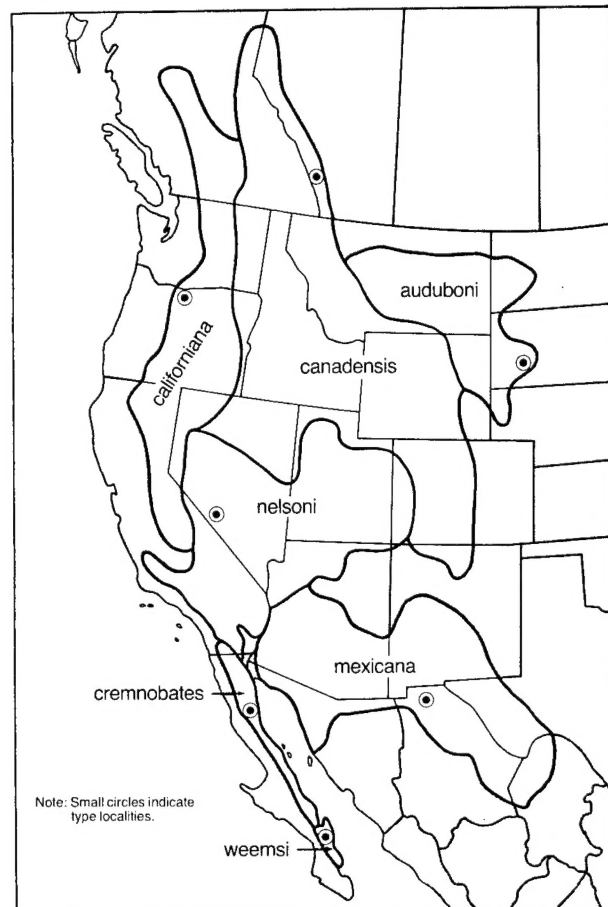 auduboni
californiana
canadensis
nelsoni
mexicana
cremnobates
Note: Small circles indicate
type localities.
weemsi